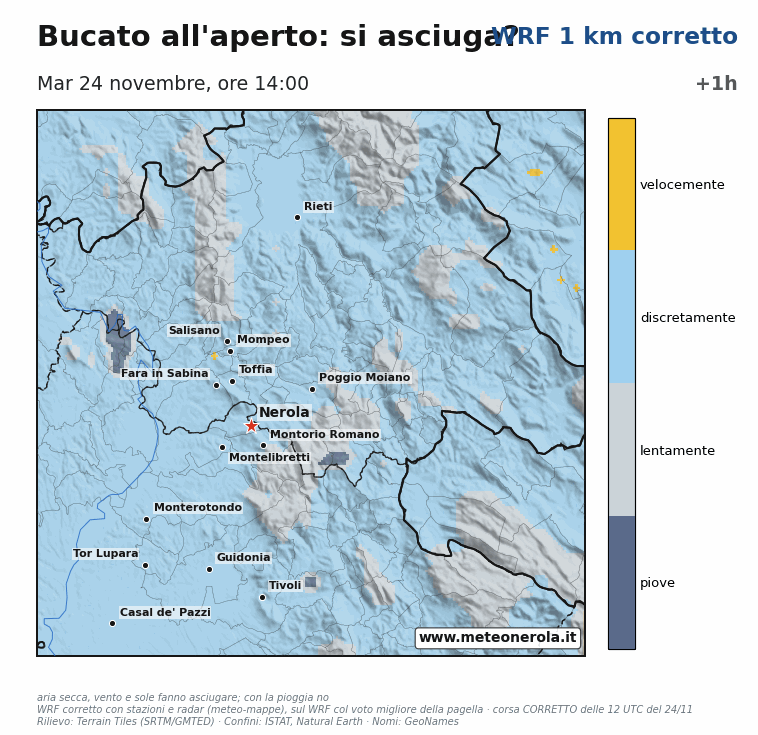 Bucato all'aperto: si asciuga?
WRF 1 km corretto
Mar 24 novembre, ore 14:00
+1h
Rieti
Salisano
Mompeo
Fara in Sabina
Toffia
Poggio Moiano
Nerola
Montorio Romano
Montelibretti
Monterotondo
Tor Lupara
Guidonia
Tivoli
Casal de' Pazzi
www.meteonerola.it
velocemente
discretamente
lentamente
piove
aria secca, vento e sole fanno asciugare; con la pioggia no
WRF corretto con stazioni e radar (meteo-mappe), sul WRF col voto migliore della pagella · corsa CORRETTO delle 12 UTC del 24/11
Rilievo: Terrain Tiles (SRTM/GMTED) · Confini: ISTAT, Natural Earth · Nomi: GeoNames